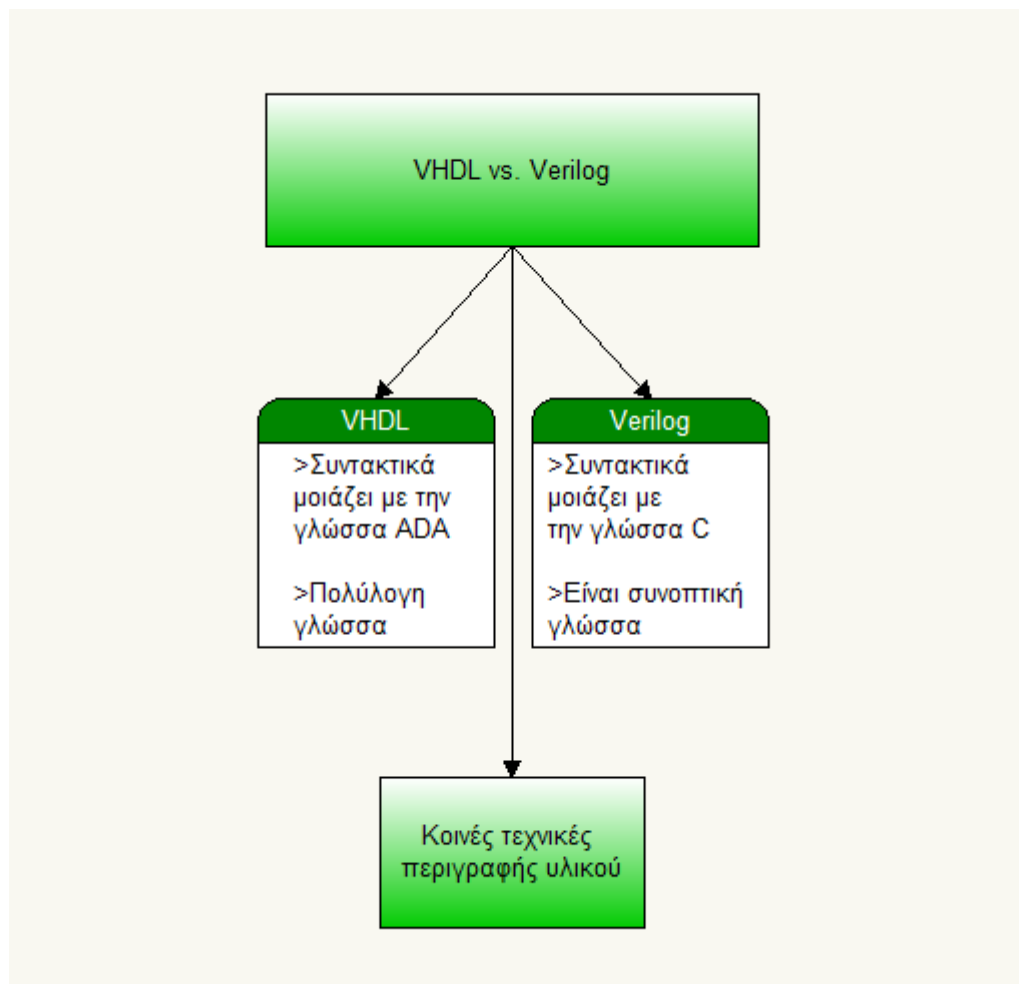 VHDL vs. Verilog
VHDL
>Συντακτικά
μοιάζει με την
γλώσσα ADA
>Πολύλογη
γλώσσα
Verilog
>Συντακτικά
μοιάζει με
την γλώσσα C
>Είναι συνοπτική
γλώσσα
Κοινές τεχνικές
περιγραφής υλικού